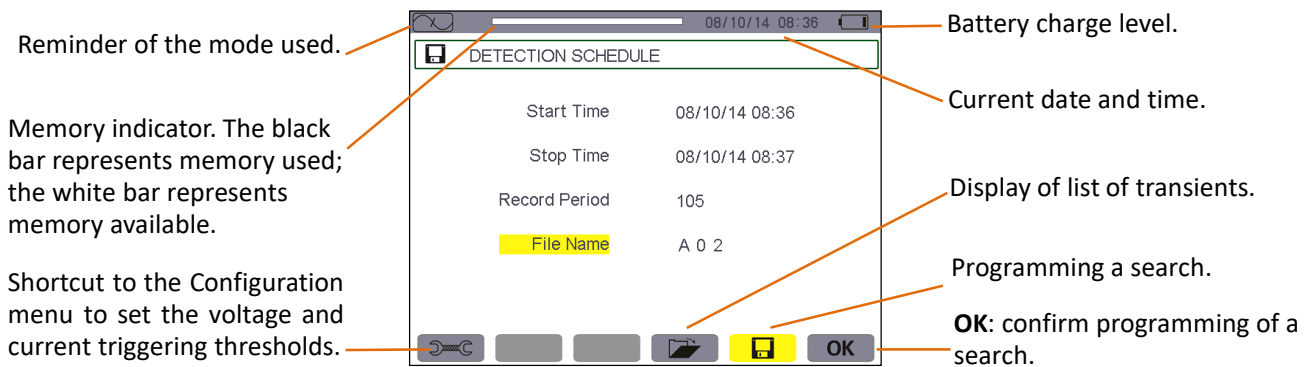 08/10/14 08:36
Battery charge level.
Reminder of the mode used.
DETECTION SCHEDULE
Current date and time.
Start Time 08/10/14 08:36
Memory indicator. The black
bar represents memory used;
the white bar represents
memory available.
Stop Time 08/10/14 08:37
Display of list of transients.
Record Period 105
File Name A 0 2
Programming a search.
Shortcut to the Configuration
menu to set the voltage and
current triggering thresholds.
OK
OK: confirm programming of a
search.